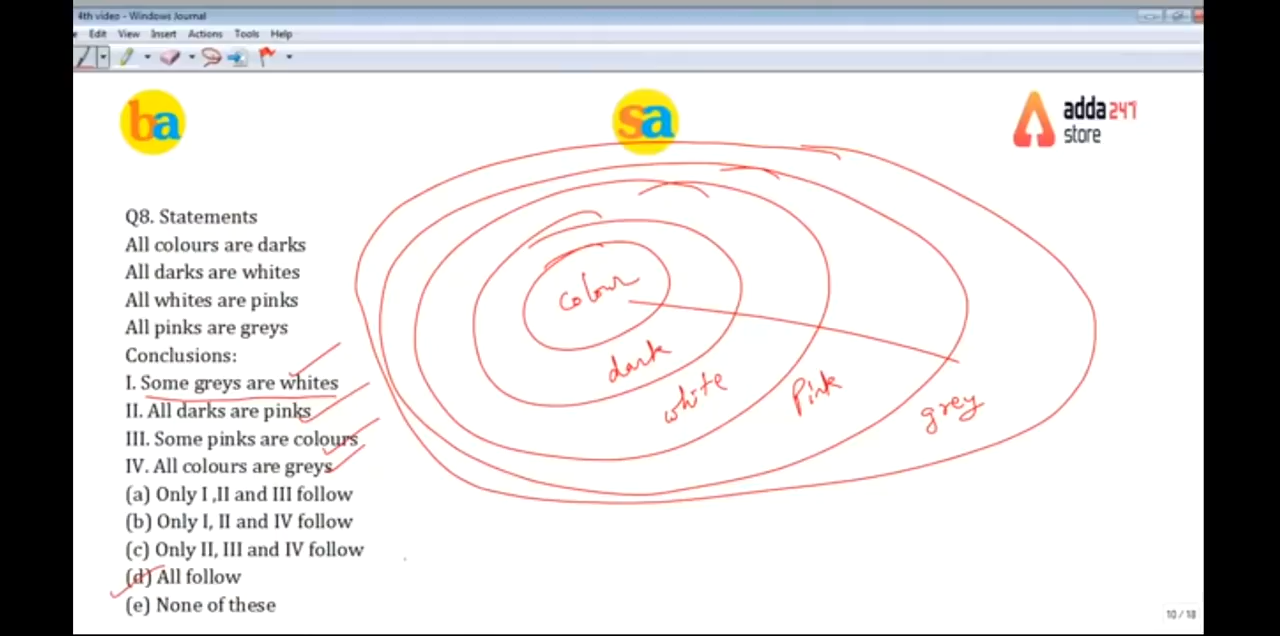 4th video - Windows Journal
Edit View Insert Actions Tools Help
ba
sa
adda247
store
Q8. Statements
All colours are darks
All darks are whites
All whites are pinks
All pinks are greys
Conclusions:
I. Some greys are whites
II. All darks are pinks
III. Some pinks are colours
IV. All colours are greys
(a) Only I ,II and III follow
(b) Only I, II and IV follow
(c) Only II, III and IV follow
(d) All follow
(e) None of these
colour
dark
white
Pink
grey
10 / 18